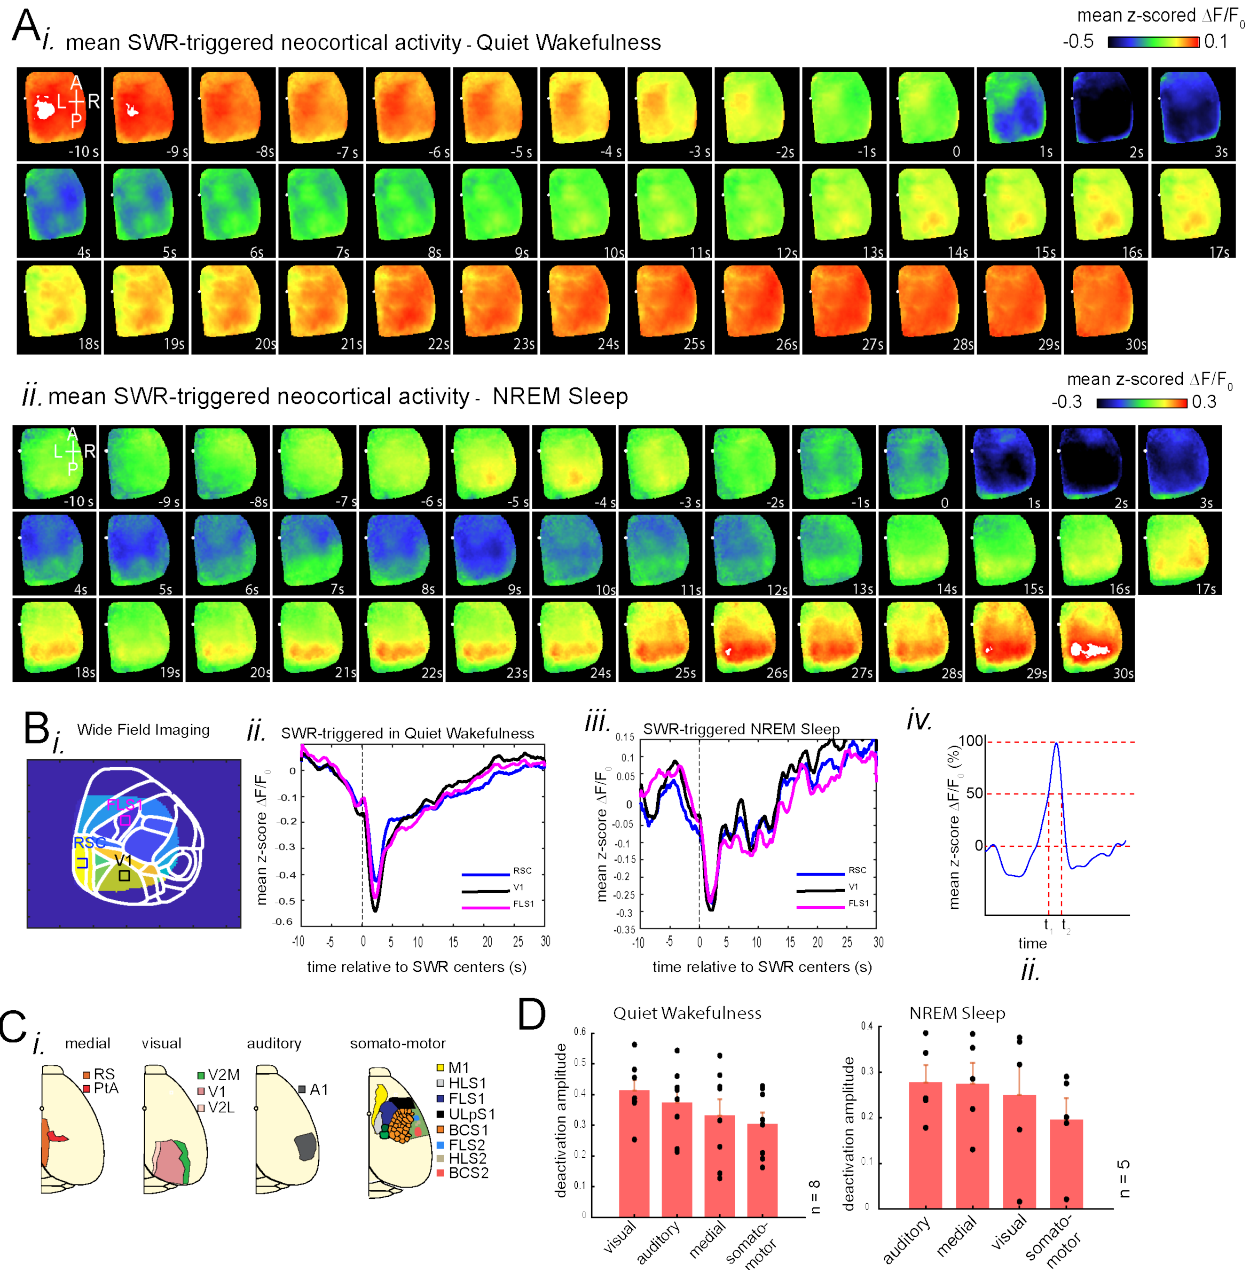 A
i. mean SWR-triggered neocortical activity - Quiet Wakefulness
mean z-scored ΔF/F0
-0.5 0.1
A
L R
P
-10 s -9 s -8s -7s -6 s -5 s -4 s -3 s -2s -1s 0 1s 2s 3s
4s 5s 6s 7s 8s 9s 10s 11s 12s 13s 14s 15s 16s 17s
18s 19s 20s 21s 22s 23s 24s 25s 26s 27s 28s 29s 30s
ii. mean SWR-triggered neocortical activity - NREM Sleep
mean z-scored ΔF/F0
-0.3 0.3
A
L R
P
-10 s -9 s -8s -7s -6 s -5 s -4 s -3 s -2s -1s 0 1s 2s 3s
4s 5s 6s 7s 8s 9s 10s 11s 12s 13s 14s 15s 16s 17s
18s 19s 20s 21s 22s 23s 24s 25s 26s 27s 28s 29s 30s
B
i.
Wide Field Imaging
FLS1
RSC
V1
ii.
SWR-triggered in Quiet Wakefulness
mean z-score ΔF/F0
0
-0.1
-0.2
-0.3
-0.4
-0.5
-0.6
RSC
V1
FLS1
-10 -5 0 5 10 15 20 25 30
time relative to SWR centers (s)
iii.
SWR-triggered NREM Sleep
mean z-score ΔF/F0
0.15
0.1
0.05
0
-0.05
-0.1
-0.15
-0.2
-0.25
-0.3
-0.35
RSC
V1
FLS1
-10 -5 0 5 10 15 20 25 30
time relative to SWR centers (s)
iv.
mean z-score ΔF/F0 (%)
100
50
0
t1 t2
time
ii.
C
i.
medial
RS
PtA
visual
V2M
V1
V2L
auditory
A1
somato-motor
M1
HLS1
FLS1
ULpS1
BCS1
FLS2
HLS2
BCS2
D
Quiet Wakefulness
deactivation amplitude
0.6
0.5
0.4
0.3
0.2
0.1
0
visual
auditory
medial
somato-
motor
n = 8
NREM Sleep
deactivation amplitude
0.4
0.3
0.2
0.1
0
auditory
medial
visual
somato-
motor
n = 5